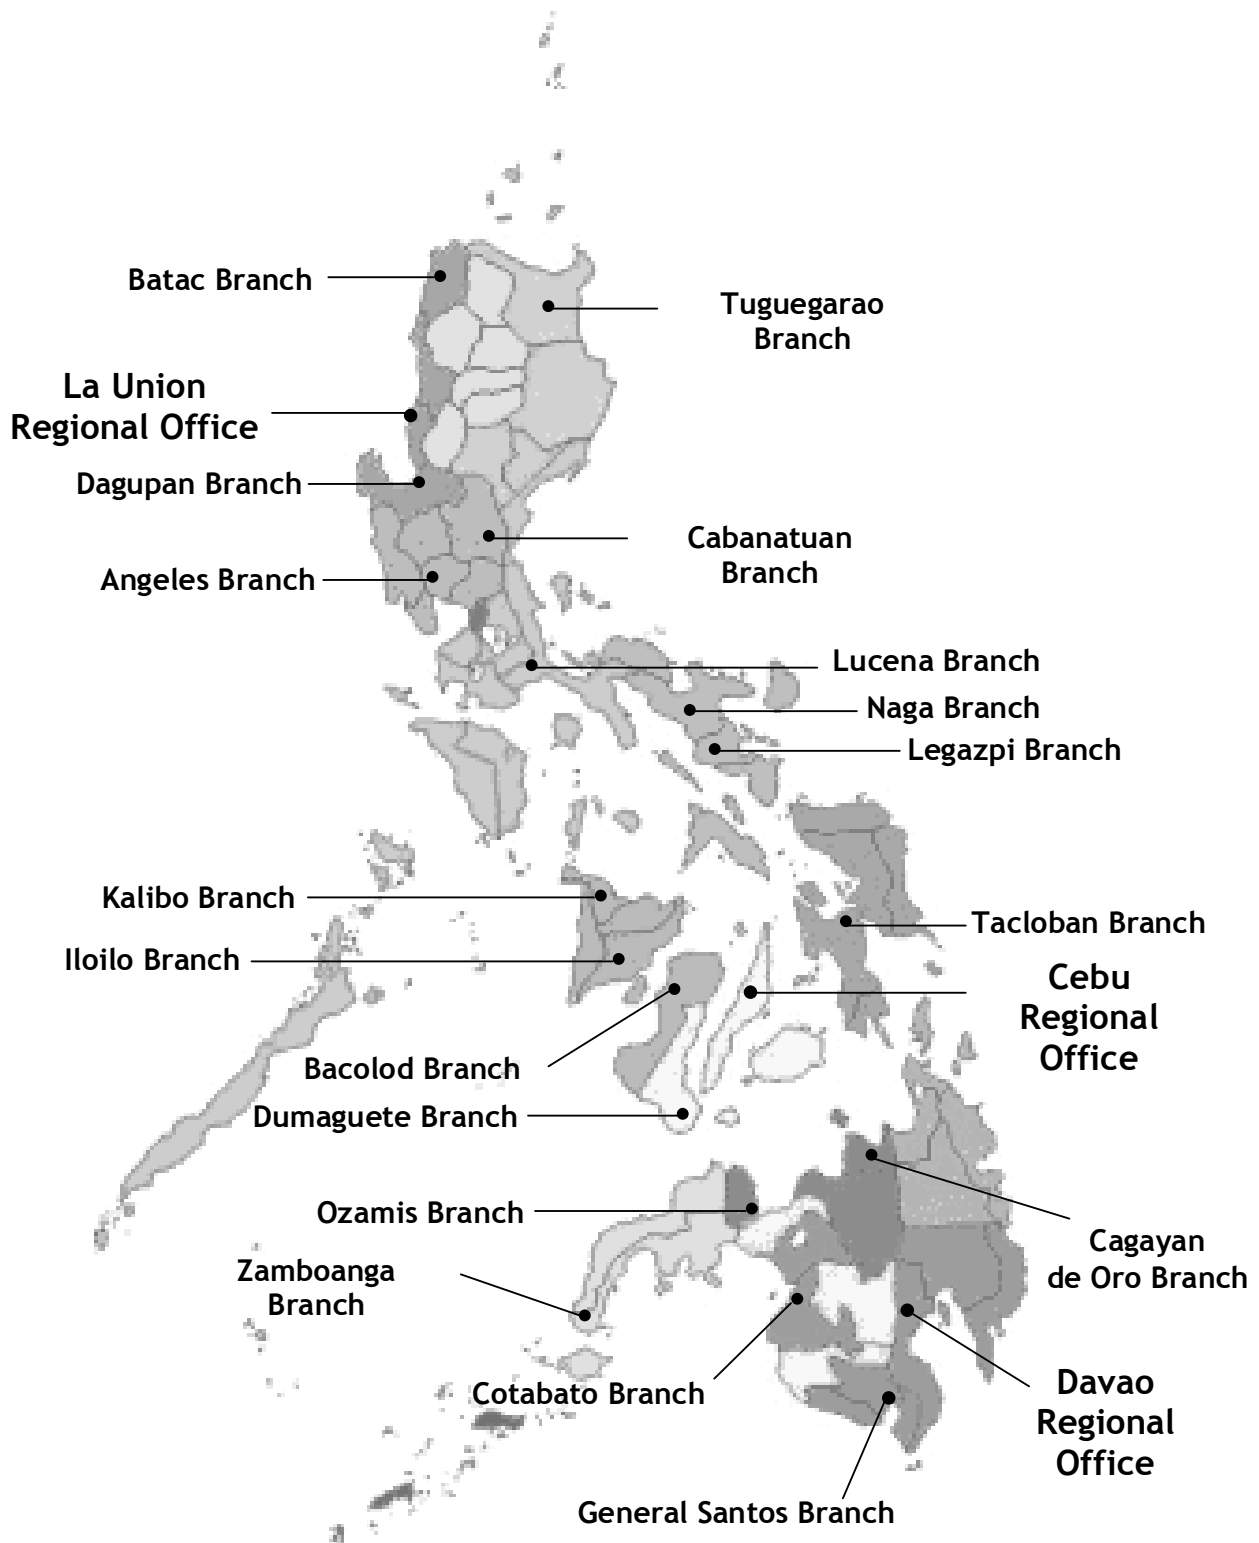 Batac Branch
Tuguegarao
Branch
La Union
Regional Office
Dagupan Branch
Cabanatuan
Branch
Angeles Branch
Lucena Branch
Naga Branch
Legazpi Branch
Kalibo Branch
Tacloban Branch
Iloilo Branch
Cebu
Regional
Office
Bacolod Branch
Dumaguete Branch
Ozamis Branch
Cagayan
de Oro Branch
Zamboanga
Branch
Cotabato Branch
Davao
Regional
Office
General Santos Branch